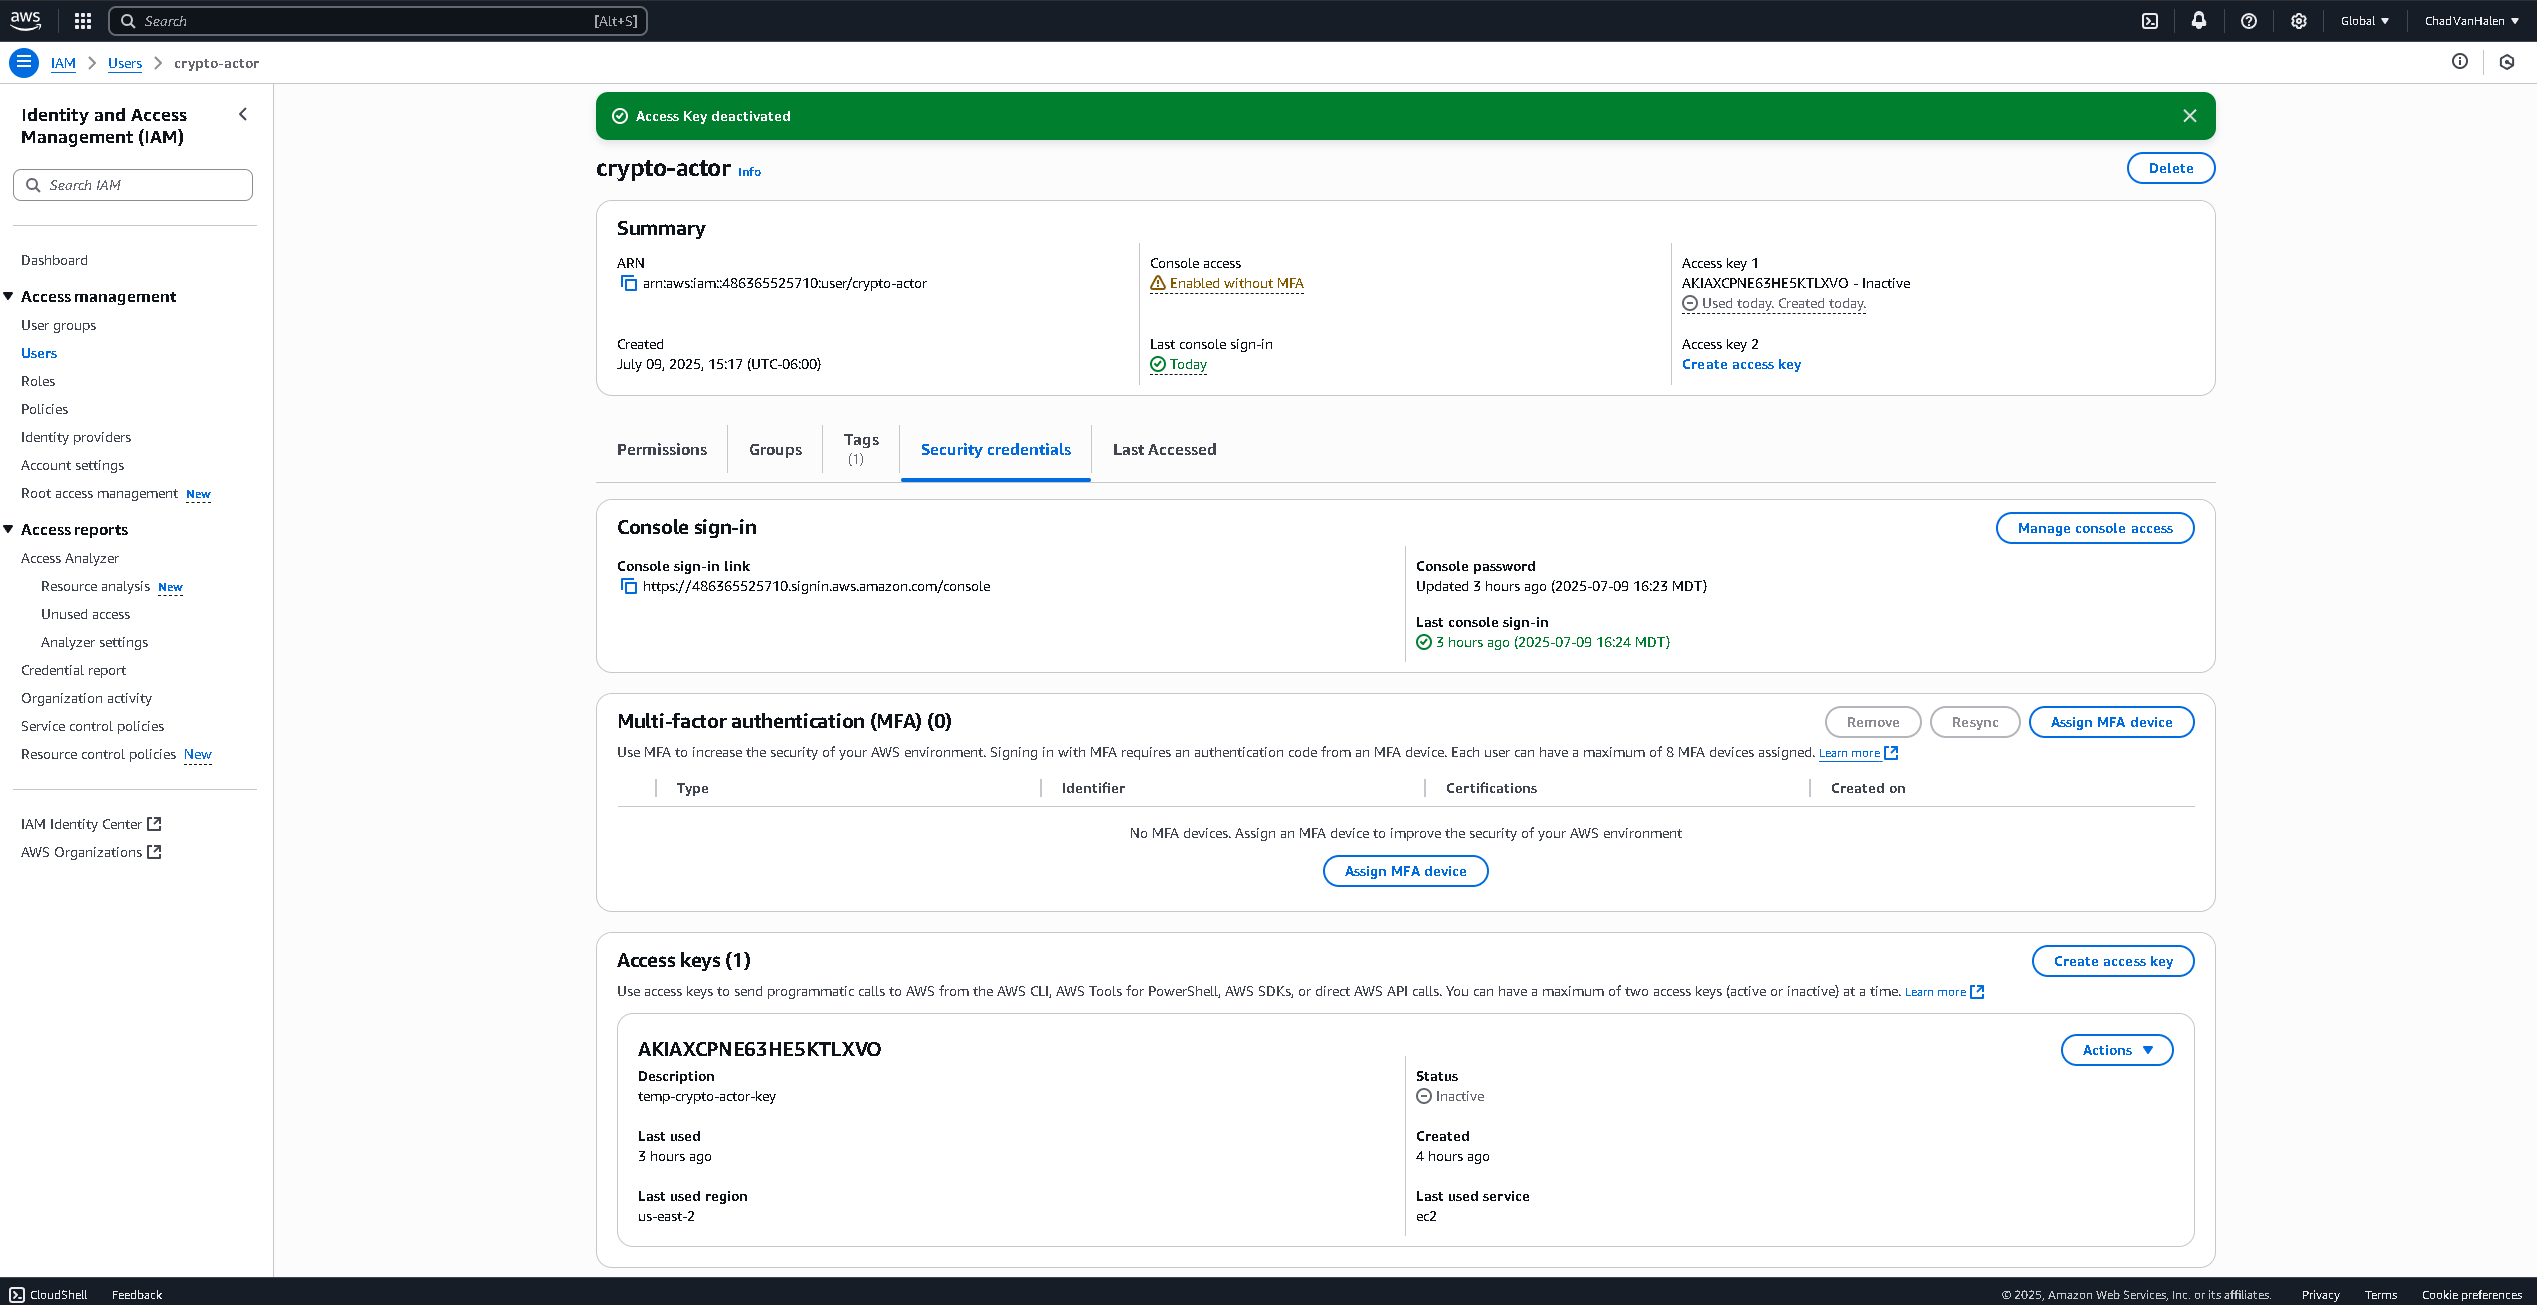 aws
Search [Alt+S]
Global
ChadVanHalen
IAM
Users
crypto-actor
Identity and Access
Management (IAM)
Search IAM
Dashboard
Access management
User groups
Users
Roles
Policies
Identity providers
Account settings
Root access management New
Access reports
Access Analyzer
Resource analysis New
Unused access
Analyzer settings
Credential report
Organization activity
Service control policies
Resource control policies New
IAM Identity Center
AWS Organizations
Access Key deactivated
crypto-actor Info
Delete
Summary
ARN
arn:aws:iam::486365525710:user/crypto-actor
Created
July 09, 2025, 15:17 (UTC-06:00)
Console access
Enabled without MFA
Last console sign-in
Today
Access key 1
AKIAXCPNE63HE5KTLXVO - Inactive
Used today. Created today.
Access key 2
Create access key
Permissions
Groups
Tags
(1)
Security credentials
Last Accessed
Console sign-in
Manage console access
Console sign-in link
https://486365525710.signin.aws.amazon.com/console
Console password
Updated 3 hours ago (2025-07-09 16:23 MDT)
Last console sign-in
3 hours ago (2025-07-09 16:24 MDT)
Multi-factor authentication (MFA) (0)
Remove
Resync
Assign MFA device
Use MFA to increase the security of your AWS environment. Signing in with MFA requires an authentication code from an MFA device. Each user can have a maximum of 8 MFA devices assigned. Learn more
Type
Identifier
Certifications
Created on
No MFA devices. Assign an MFA device to improve the security of your AWS environment
Assign MFA device
Access keys (1)
Create access key
Use access keys to send programmatic calls to AWS from the AWS CLI, AWS Tools for PowerShell, AWS SDKs, or direct AWS API calls. You can have a maximum of two access keys (active or inactive) at a time. Learn more
AKIAXCPNE63HE5KTLXVO
Actions
Description
temp-crypto-actor-key
Status
Inactive
Last used
3 hours ago
Created
4 hours ago
Last used region
us-east-2
Last used service
ec2
CloudShell
Feedback
© 2025, Amazon Web Services, Inc. or its affiliates.
Privacy
Terms
Cookie preferences